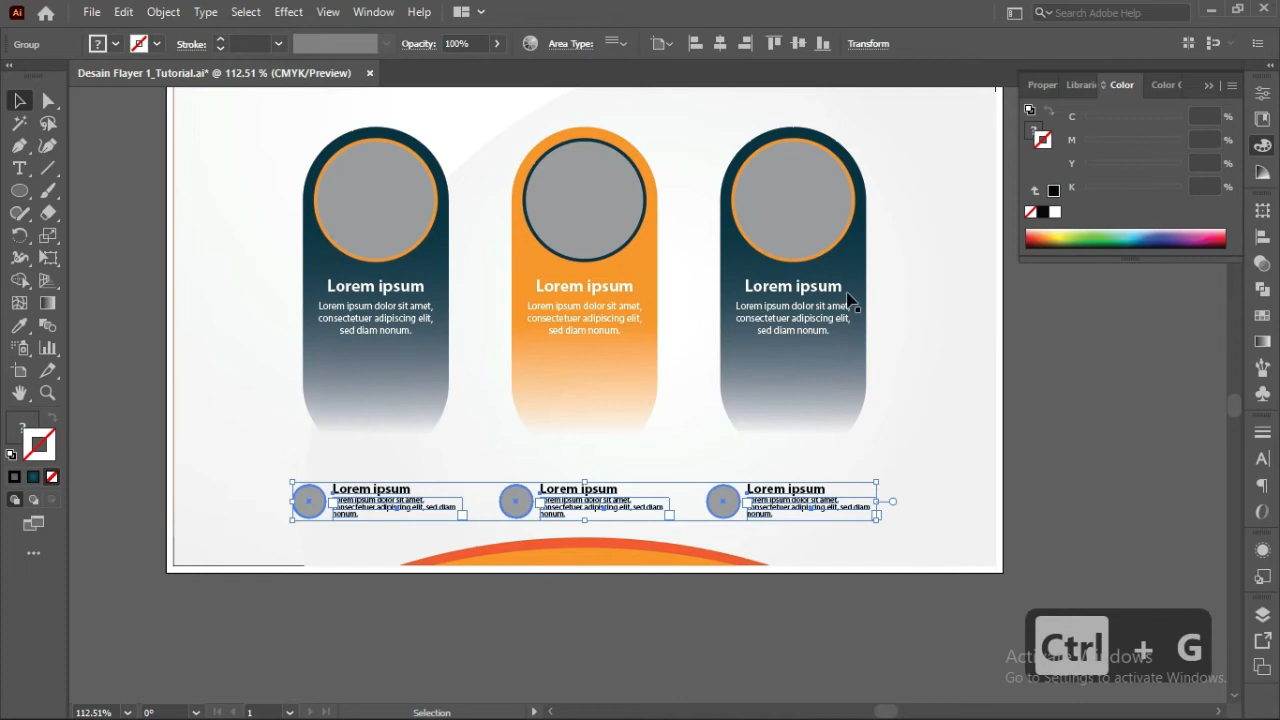 Ai File Edit Object Type Select Effect View Window Help Search Adobe Help
Group Stroke: Opacity: 100% Area Type: Transform
Desain Flayer 1_Tutorial.ai* @ 112.51 % (CMYK/Preview) ×
Proper Librari Color Color C
C %
M %
Y %
K %
? 
Lorem ipsum
Lorem ipsum dolor sit amet,
consectetuer adipiscing elit,
sed diam nonum.
Lorem ipsum
Lorem ipsum dolor sit amet,
consectetuer adipiscing elit,
sed diam nonum.
Lorem ipsum
Lorem ipsum dolor sit amet,
consectetuer adipiscing elit,
sed diam nonum.
Lorem ipsum
Lorem ipsum dolor sit amet,
consectetuer adipiscing elit, sed diam
nonum.
Lorem ipsum
Lorem ipsum dolor sit amet,
consectetuer adipiscing elit, sed diam
nonum.
Lorem ipsum
Lorem ipsum dolor sit amet,
consectetuer adipiscing elit, sed diam
nonum.
Ctrl + G
Activate Windows
Go to Settings to activate Windows.
112.51% 0° 1 Selection